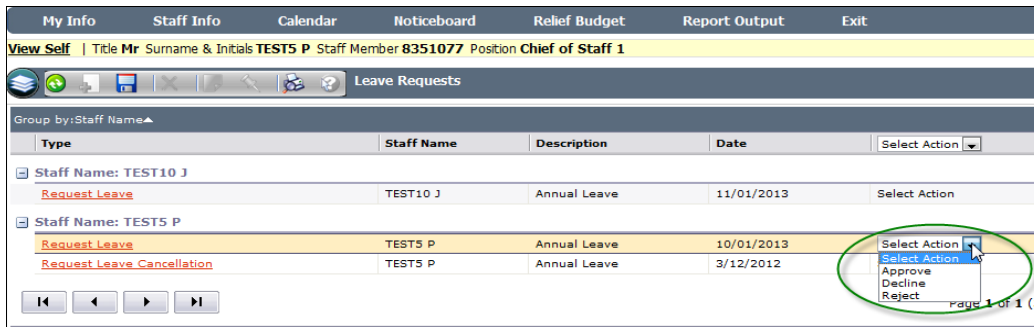 My Info Staff Info Calendar Noticeboard Relief Budget Report Output Exit
View Self | Title Mr Surname & Initials TEST5 P Staff Member 8351077 Position Chief of Staff 1
Leave Requests
Group by:Staff Name
Type Staff Name Description Date Select Action
Staff Name: TEST10 J
Request Leave TEST10 J Annual Leave 11/01/2013 Select Action
Staff Name: TEST5 P
Request Leave TEST5 P Annual Leave 10/01/2013 Select Action
Request Leave Cancellation TEST5 P Annual Leave 3/12/2012 Select Action
Approve
Decline
Reject
Page 1 of 1 (